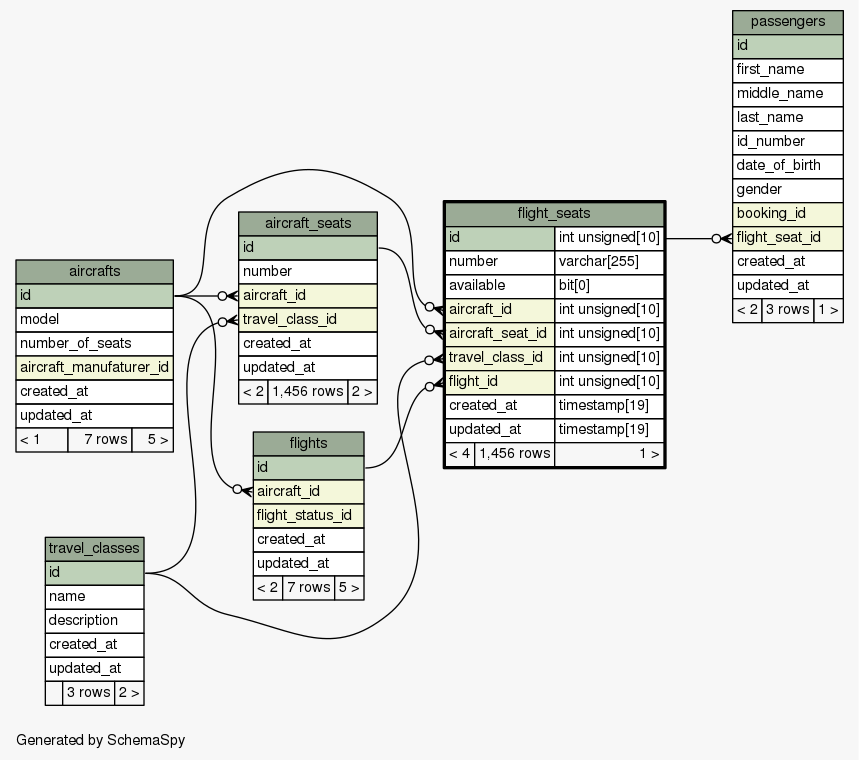 passengers
id
first_name
middle_name
last_name
id_number
date_of_birth
gender
booking_id
flight_seat_id
created_at
updated_at
< 2 3 rows 1 >
flight_seats
id int unsigned[10]
number varchar[255]
available bit[0]
aircraft_id int unsigned[10]
aircraft_seat_id int unsigned[10]
travel_class_id int unsigned[10]
flight_id int unsigned[10]
created_at timestamp[19]
updated_at timestamp[19]
< 4 1,456 rows 1 >
aircraft_seats
id
number
aircraft_id
travel_class_id
created_at
updated_at
< 2 1,456 rows 2 >
aircrafts
id
model
number_of_seats
aircraft_manufaturer_id
created_at
updated_at
< 1 7 rows 5 >
flights
id
aircraft_id
flight_status_id
created_at
updated_at
< 2 7 rows 5 >
travel_classes
id
name
description
created_at
updated_at
3 rows 2 >
Generated by SchemaSpy